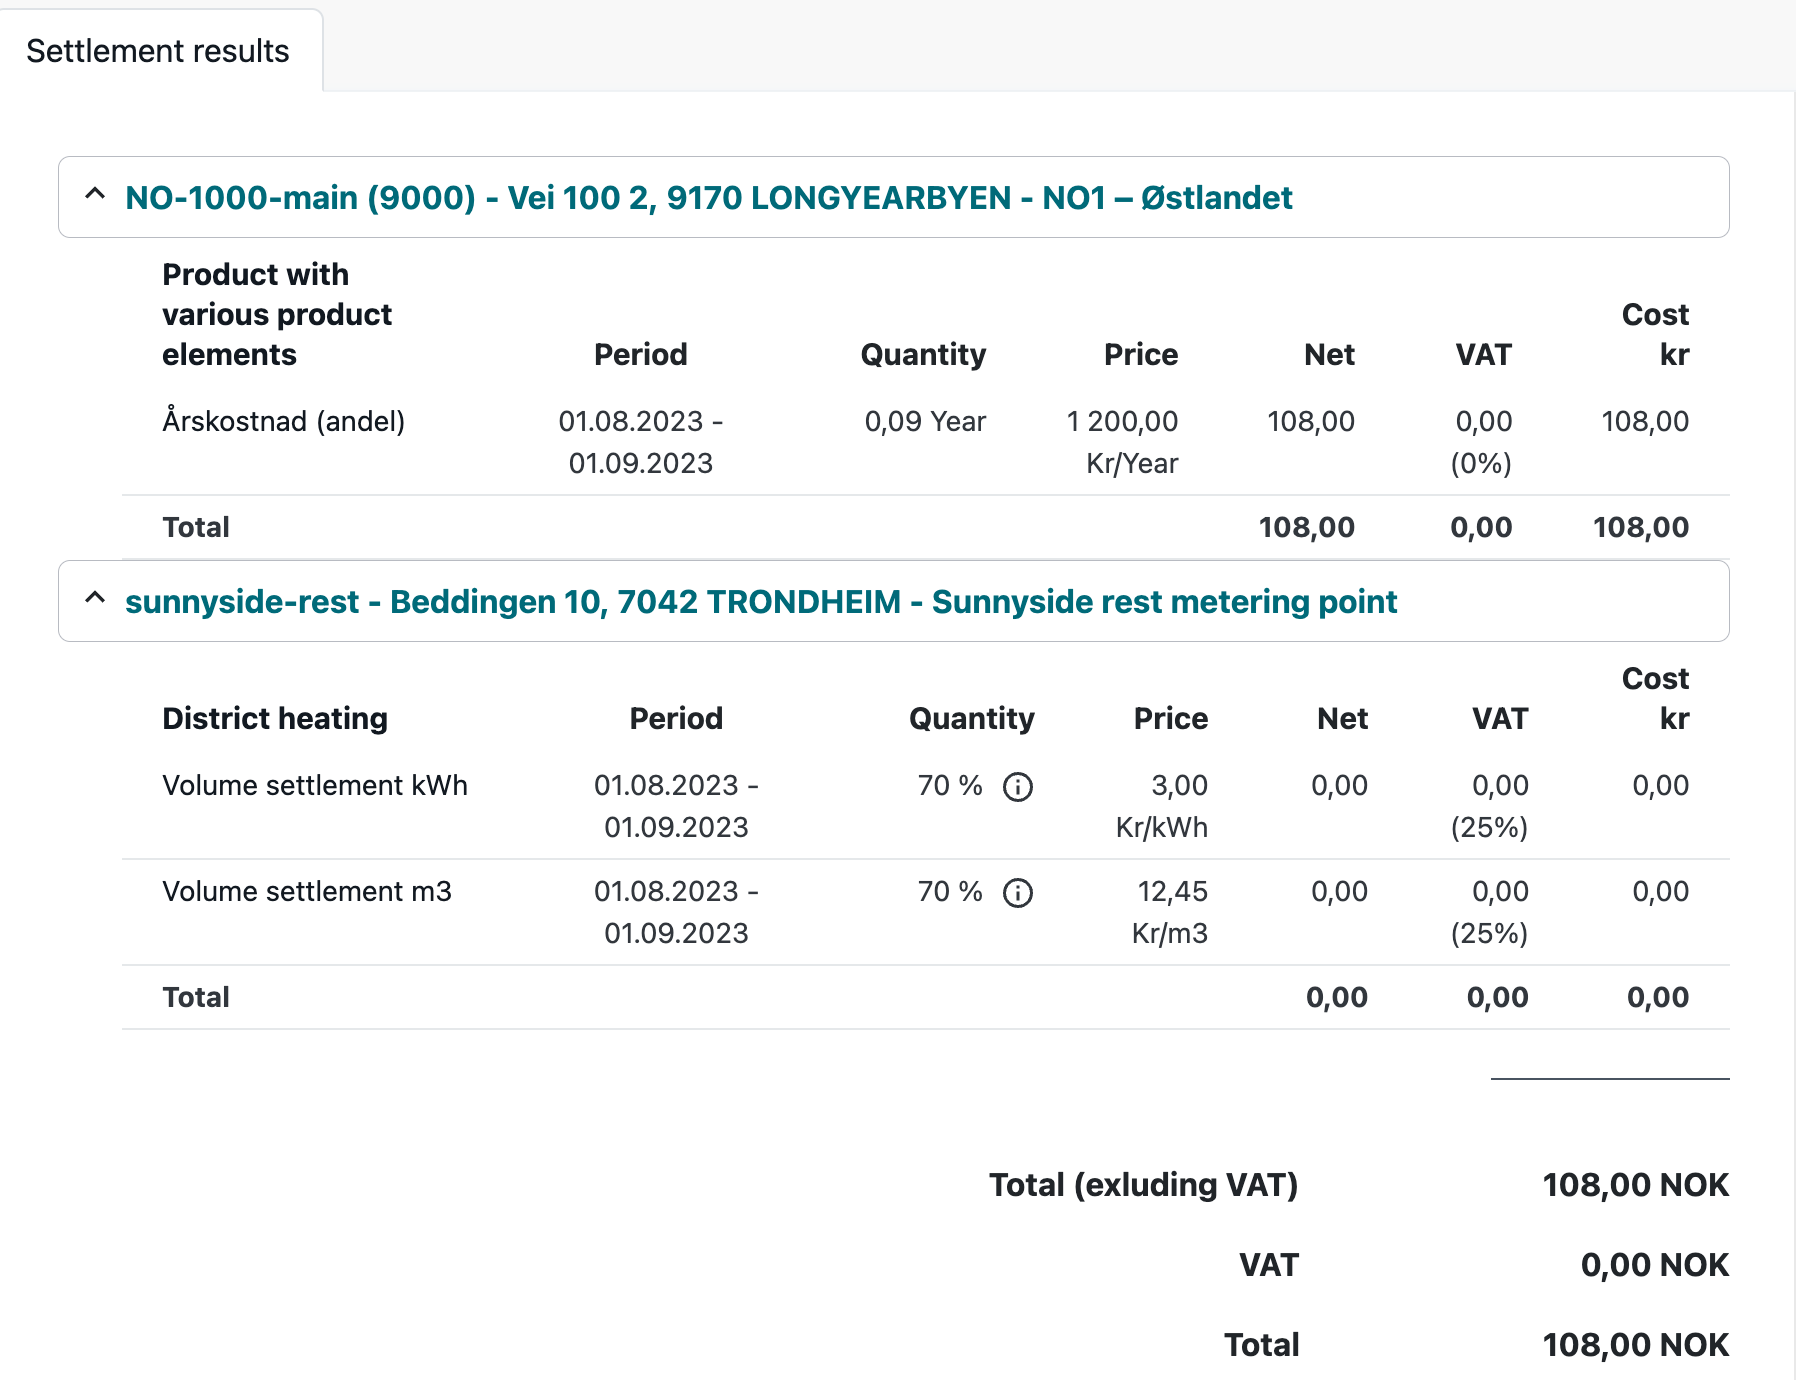 Settlement results
NO-1000-main (9000) - Vei 100 2, 9170 LONGYEARBYEN - NO1 – Østlandet
Product with
various product
elements Period Quantity Price Net VAT Cost
kr
Årskostnad (andel) 01.08.2023 - 0,09 Year 1 200,00 108,00 0,00 108,00
01.09.2023 Kr/Year (0%)
Total 108,00 0,00 108,00
sunnyside-rest - Beddingen 10, 7042 TRONDHEIM - Sunnyside rest metering point
Cost
District heating Period Quantity Price Net VAT kr
Volume settlement kWh 01.08.2023 - 70 % 3,00 0,00 0,00 0,00
01.09.2023 Kr/kWh (25%)
Volume settlement m3 01.08.2023 - 70 % 12,45 0,00 0,00 0,00
01.09.2023 Kr/m3 (25%)
Total 0,00 0,00 0,00
Total (exluding VAT) 108,00 NOK
VAT 0,00 NOK
Total 108,00 NOK